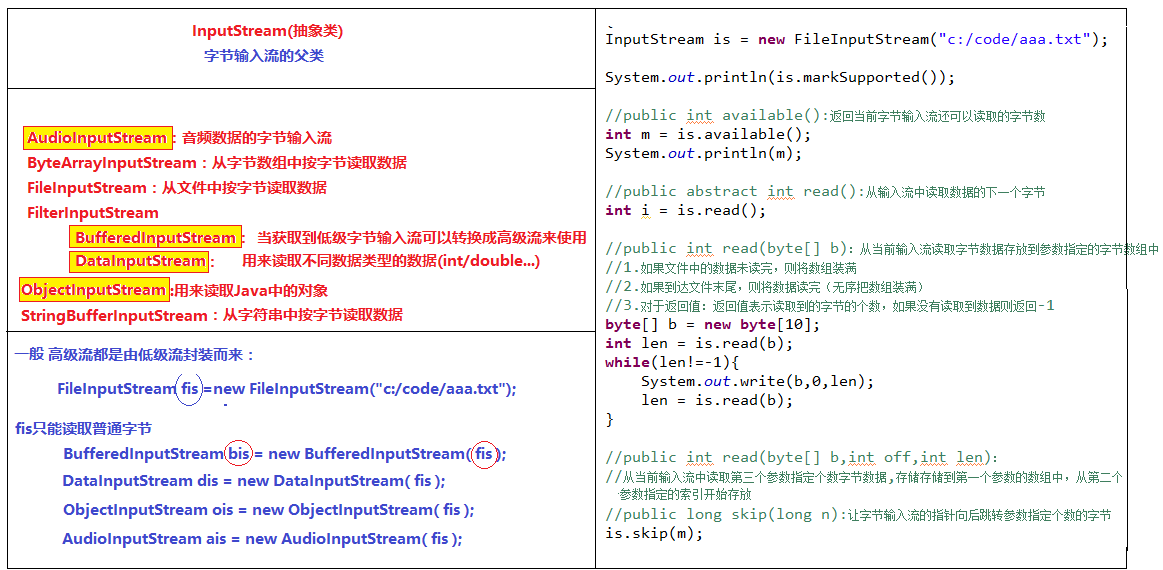 InputStream(抽象类)
字节输入流的父类
AudioInputStream：音频数据的字节输入流
ByteArrayInputStream：从字节数组中按字节读取数据
FileInputStream：从文件中按字节读取数据
FilterInputStream
BufferedInputStream： 当获取到低级字节输入流可以转换成高级流来使用
DataInputStream： 用来读取不同数据类型的数据(int/double...)
ObjectInputStream:用来读取Java中的对象
StringBufferInputStream：从字符串中按字节读取数据
一般 高级流都是由低级流封装而来：
FileInputStream fis =new FileInputStream("c:/code/aaa.txt");
fis只能读取普通字节
BufferedInputStream bis = new BufferedInputStream( fis );
DataInputStream dis = new DataInputStream( fis );
ObjectInputStream ois = new ObjectInputStream( fis );
AudioInputStream ais = new AudioInputStream( fis );
InputStream is = new FileInputStream("c:/code/aaa.txt");
System.out.println(is.markSupported());
//public int available():返回当前字节输入流还可以读取的字节数
int m = is.available();
System.out.println(m);
//public abstract int read():从输入流中读取数据的下一个字节
int i = is.read();
//public int read(byte[] b)：从当前输入流读取字节数据存放到参数指定的字节数组中
//1.如果文件中的数据未读完，则将数组装满
//2.如果到达文件末尾，则将数据读完（无序把数组装满）
//3.对于返回值：返回值表示读取到的字节的个数，如果没有读取到数据则返回-1
byte[] b = new byte[10];
int len = is.read(b);
while(len!=-1){
System.out.write(b,0,len);
len = is.read(b);
}
//public int read(byte[] b,int off,int len)：
//从当前输入流中读取第三个参数指定个数字节数据,存储存储到第一个参数的数组中，从第二个
参数指定的索引开始存放
//public long skip(long n):让字节输入流的指针向后跳转参数指定个数的字节
is.skip(m);